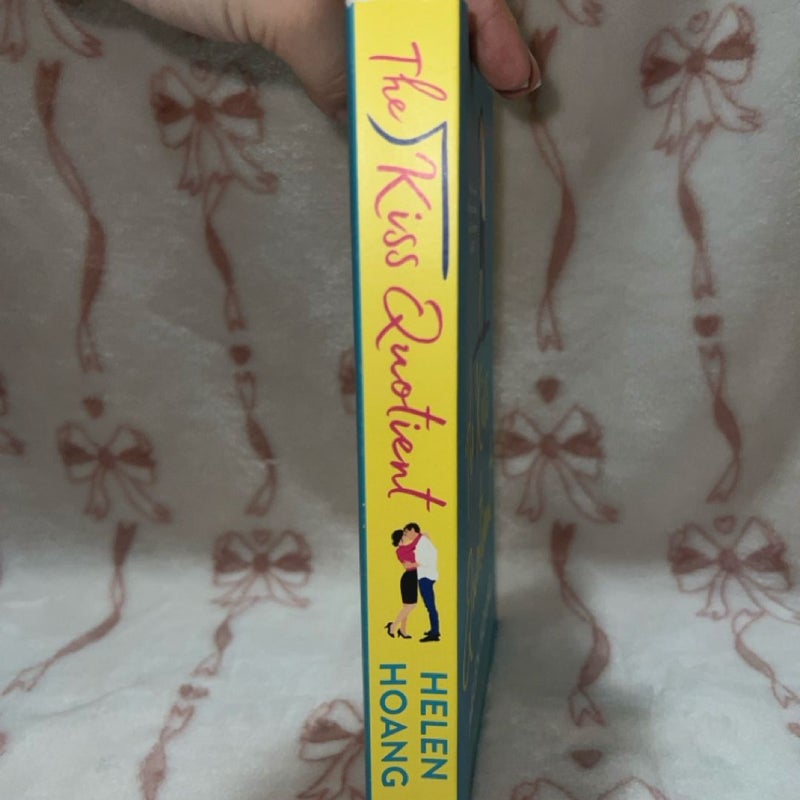 The Kiss Quotient
HELEN
HOANG